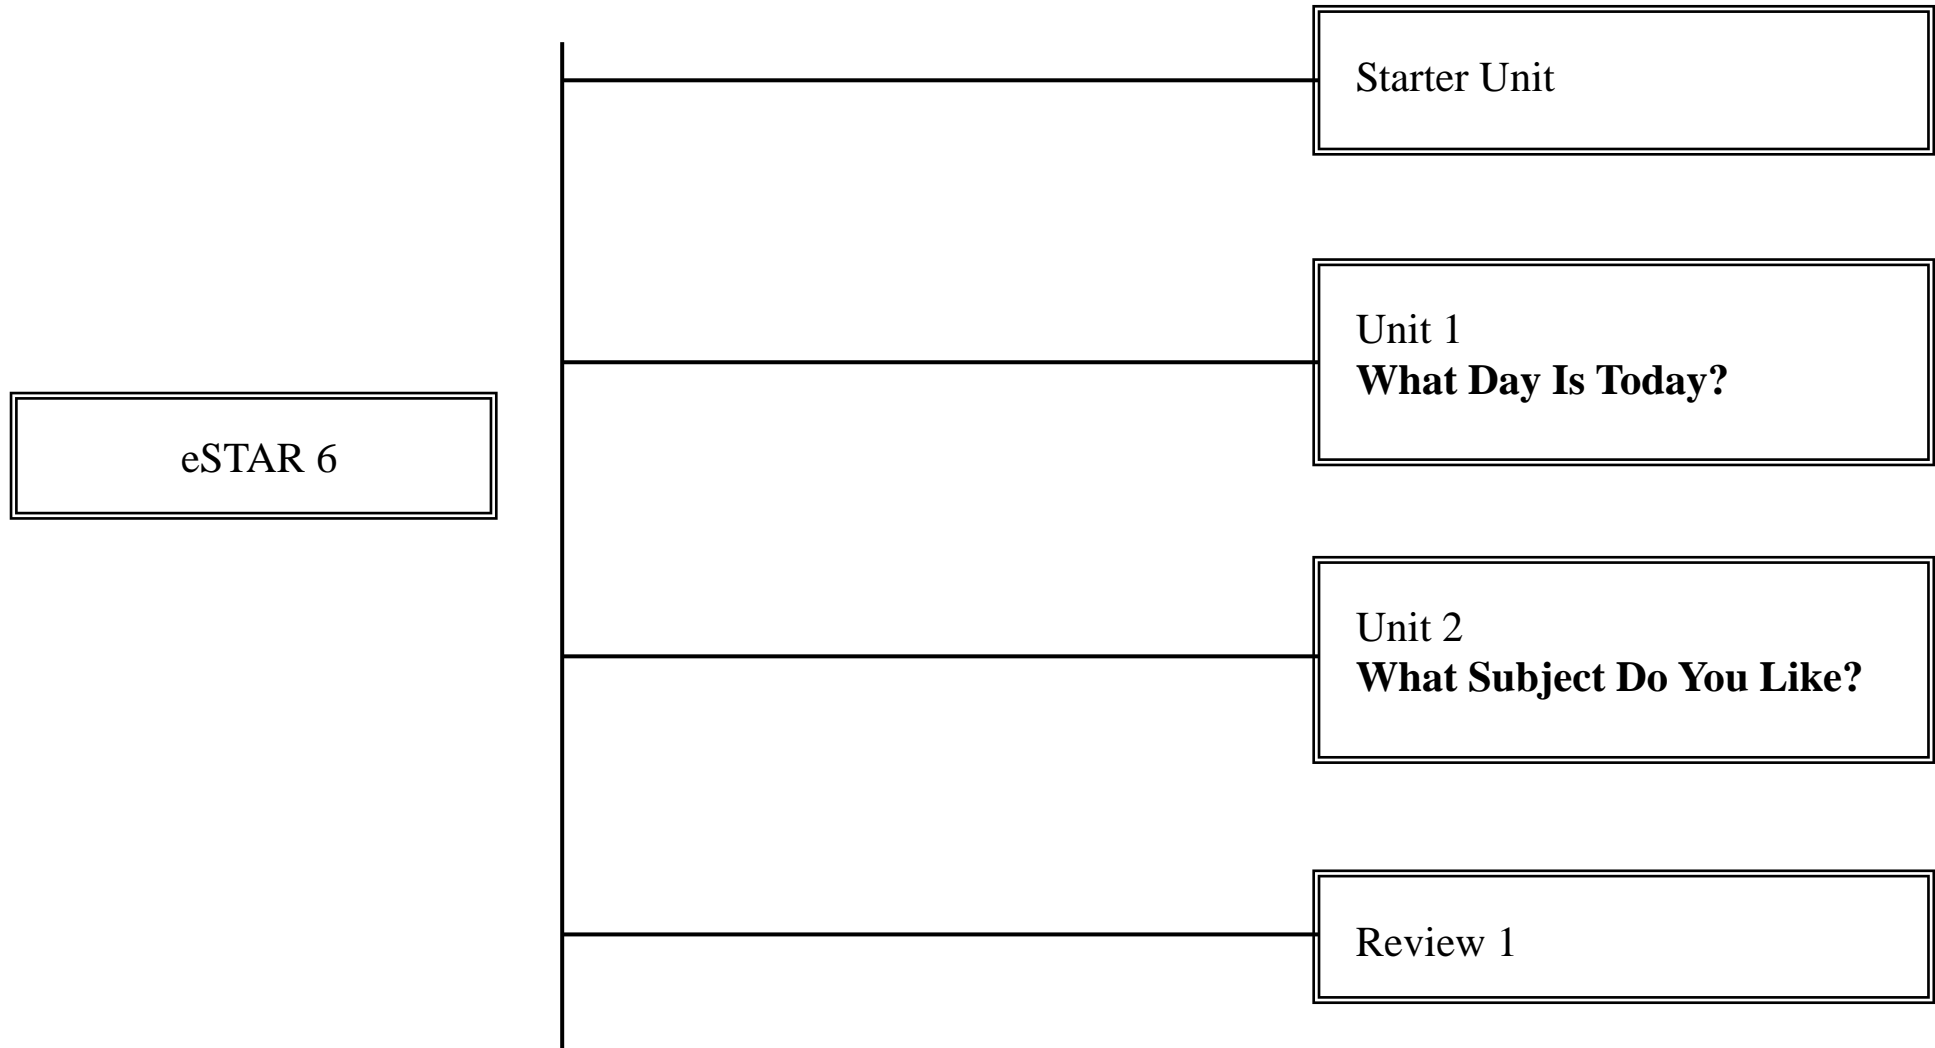 eSTAR 6
Starter Unit
Unit 1
What Day Is Today?
Unit 2
What Subject Do You Like?
Review 1